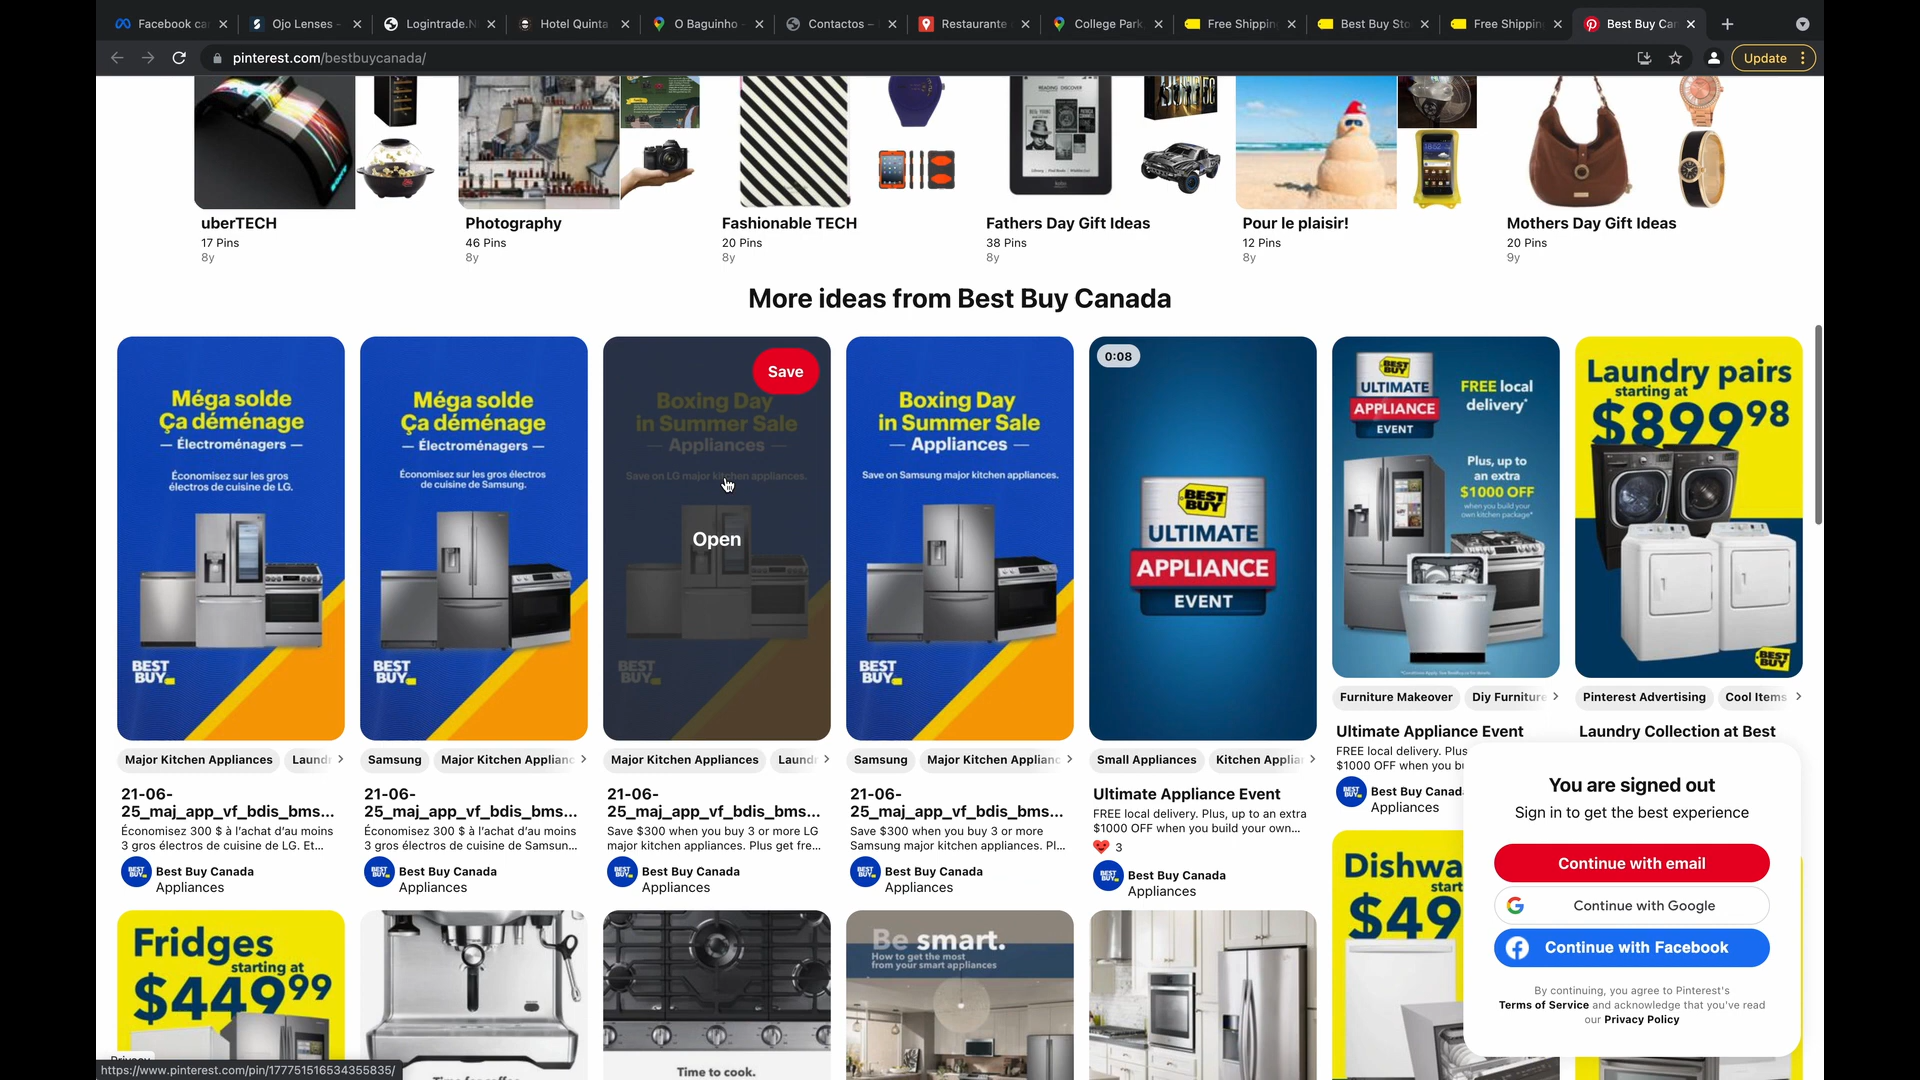 Facebook ca
Ojo Lenses -
Logintrade.N
Hotel Quinta
O Baguinho -
Contactos –
Restaurante
College Park
Free Shippin
Best Buy Sto
Free Shippin
Best Buy Can
pinterest.com/bestbuycanada/
Update
uberTECH
17 Pins
8y
Photography
46 Pins
8y
Fashionable TECH
20 Pins
8y
READING DISCOVER
Fathers Day Gift Ideas
38 Pins
8y
Pour le plaisir!
12 Pins
8y
Mothers Day Gift Ideas
20 Pins
9y
More ideas from Best Buy Canada
Méga solde
Ça déménage
— Électroménagers —
Économisez sur les gros
électros de cuisine de LG.
BEST
BUY
Major Kitchen Appliances
Laund
21-06-
25_maj_app_vf_bdis_bms...
Économisez 300 $ à l'achat d'au moins
3 gros électros de cuisine de LG. Et...
Best Buy Canada
Appliances
Méga solde
Ça déménage
— Électroménagers —
Économisez sur les gros électros
de cuisine de Samsung.
BEST
BUY
Samsung
Major Kitchen Applianc
21-06-
25_maj_app_vf_bdis_bms...
Économisez 300 $ à l'achat d'au moins
3 gros électros de cuisine de Samsun...
Best Buy Canada
Appliances
Save
Boxing Day
in Summer Sale
— Appliances —
Save on LG major kitchen appliances.
Open
BEST
BUY
Major Kitchen Appliances
Laund
21-06-
25_maj_app_vf_bdis_bms...
Save $300 when you buy 3 or more LG
major kitchen appliances. Plus get fre...
Best Buy Canada
Appliances
Boxing Day
in Summer Sale
— Appliances —
Save on Samsung major kitchen appliances.
BEST
BUY
Samsung
Major Kitchen Applianc
21-06-
25_maj_app_vf_bdis_bms...
Save $300 when you buy 3 or more
Samsung major kitchen appliances. Pl...
Best Buy Canada
Appliances
0:08
BEST
BUY
ULTIMATE
APPLIANCE
EVENT
Small Appliances
Kitchen Applia
Ultimate Appliance Event
FREE local delivery. Plus, up to an extra
$1000 OFF when you build your own...
3
Best Buy Canada
Appliances
BEST
BUY
ULTIMATE
APPLIANCE
EVENT
FREE local
delivery*
Plus, up to
an extra
$1000 OFF
when you build your
own kitchen package*
Furniture Makeover
Diy Furniture
Ultimate Appliance Event
FREE local delivery. Plus
$1000 OFF when you bu
Best Buy Canad
Appliances
Laundry pairs
starting at
$899 98
BEST
BUY
Pinterest Advertising
Cool Items
Laundry Collection at Best
You are signed out
Sign in to get the best experience
Continue with email
Continue with Google
Continue with Facebook
By continuing, you agree to Pinterest's
Terms of Service and acknowledge that you've read
our Privacy Policy
Fridges
starting at
$449 99
Time to cook.
Be smart.
How to get the most
from your smart appliances
Dishwa
start
$49
Privacy
https://www.pinterest.com/pin/177751516534355835/